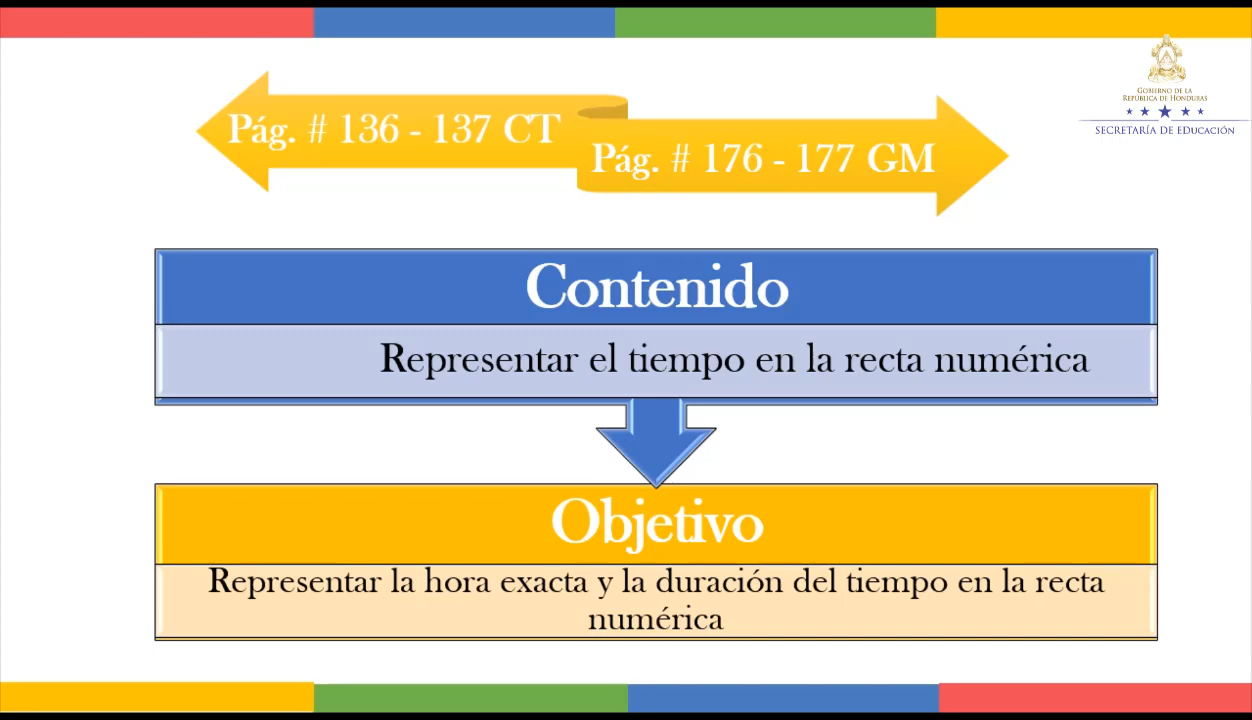 Pág. # 136 - 137 CT
Pág. # 176 - 177 GM
GOBIERNO DE LA
REPÚBLICA DE HONDURAS
SECRETARÍA DE EDUCACIÓN
Contenido
Representar el tiempo en la recta numérica
Objetivo
Representar la hora exacta y la duración del tiempo en la recta
numérica